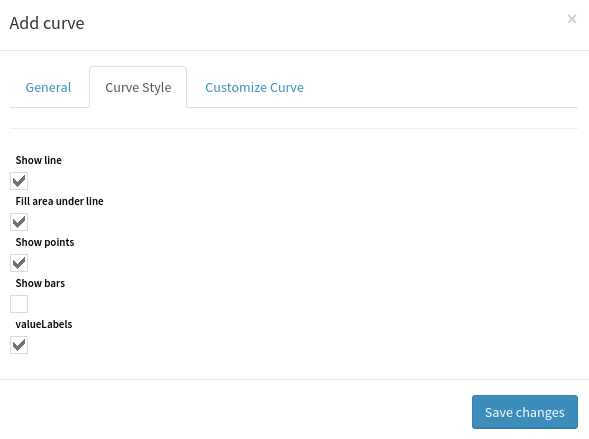 Add curve
×
General
Curve Style
Customize Curve
Show line
Fill area under line
Show points
Show bars
valueLabels
Save changes